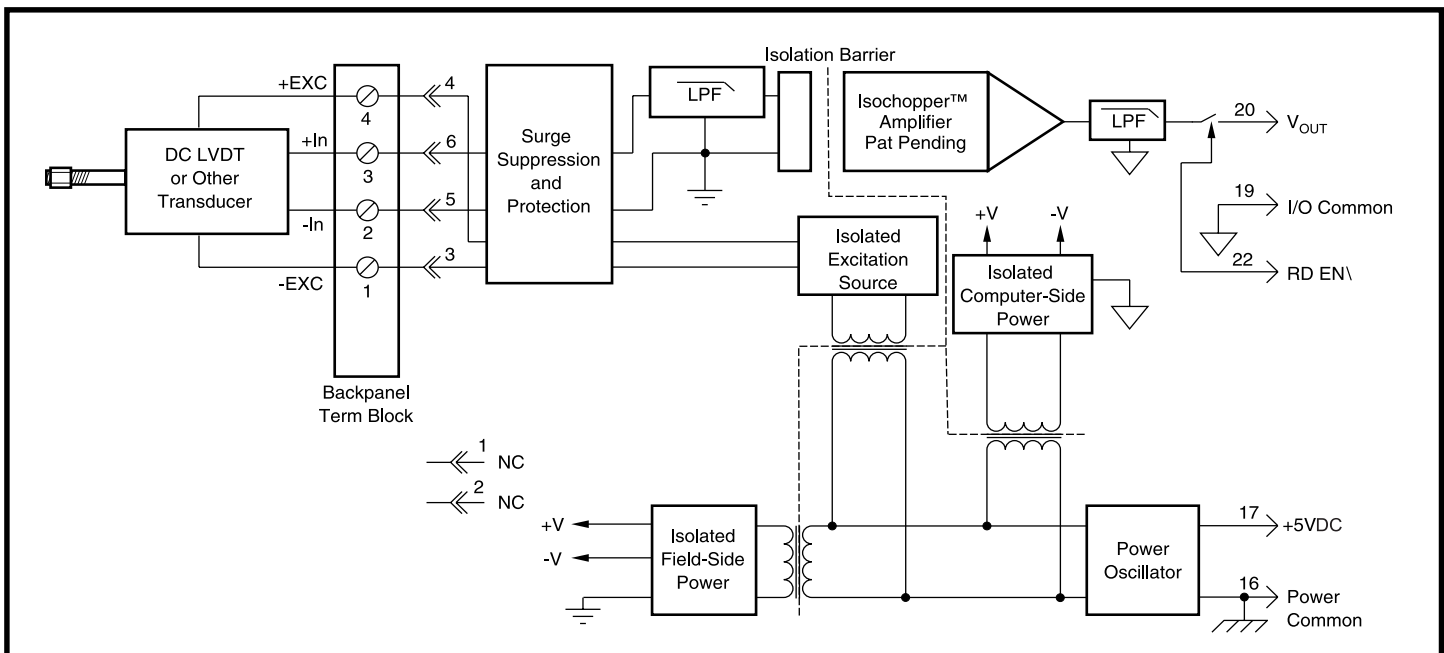 Isolation Barrier
+EXC
4
4
LPF
Isochopper™
Amplifier
Pat Pending
LPF
20
VOUT
DC LVDT
or Other
Transducer
+In
3
6
Surge
Suppression
and
Protection
-In
2
5
19
I/O Common
-EXC
1
3
Isolated
Excitation
Source
+V
-V
Isolated
Computer-Side
Power
22
RD EN\
Backpanel
Term Block
1
NC
2
NC
+V
-V
Isolated
Field-Side
Power
Power
Oscillator
17
+5VDC
16
Power
Common